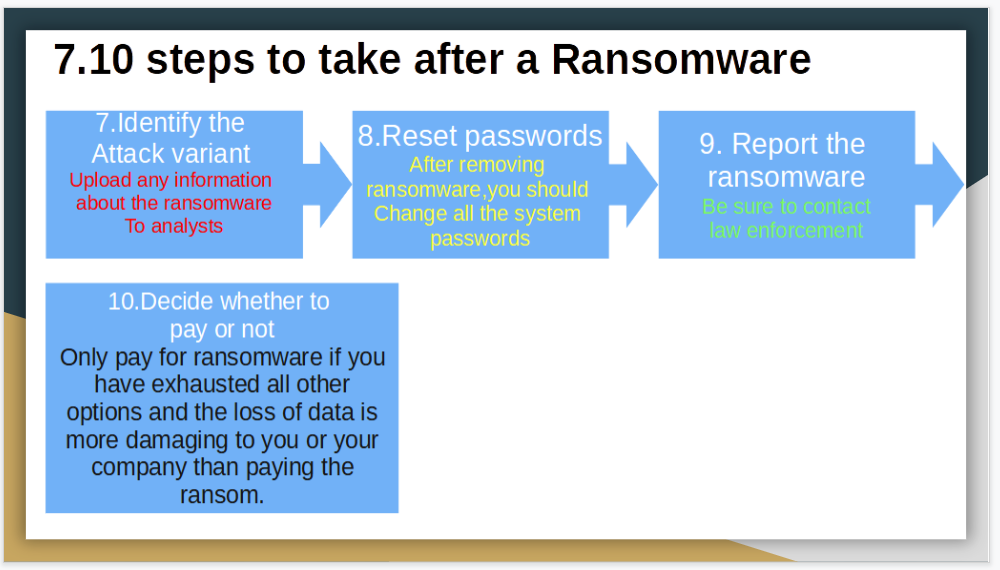 7.10 steps to take after a Ransomware
7.Identify the
Attack variant
Upload any information
about the ransomware
To analysts
8.Reset passwords
After removing
ransomware,you should
Change all the system
passwords
9. Report the
ransomware
Be sure to contact
law enforcement
10.Decide whether to
pay or not
Only pay for ransomware if you
have exhausted all other
options and the loss of data is
more damaging to you or your
company than paying the
ransom.